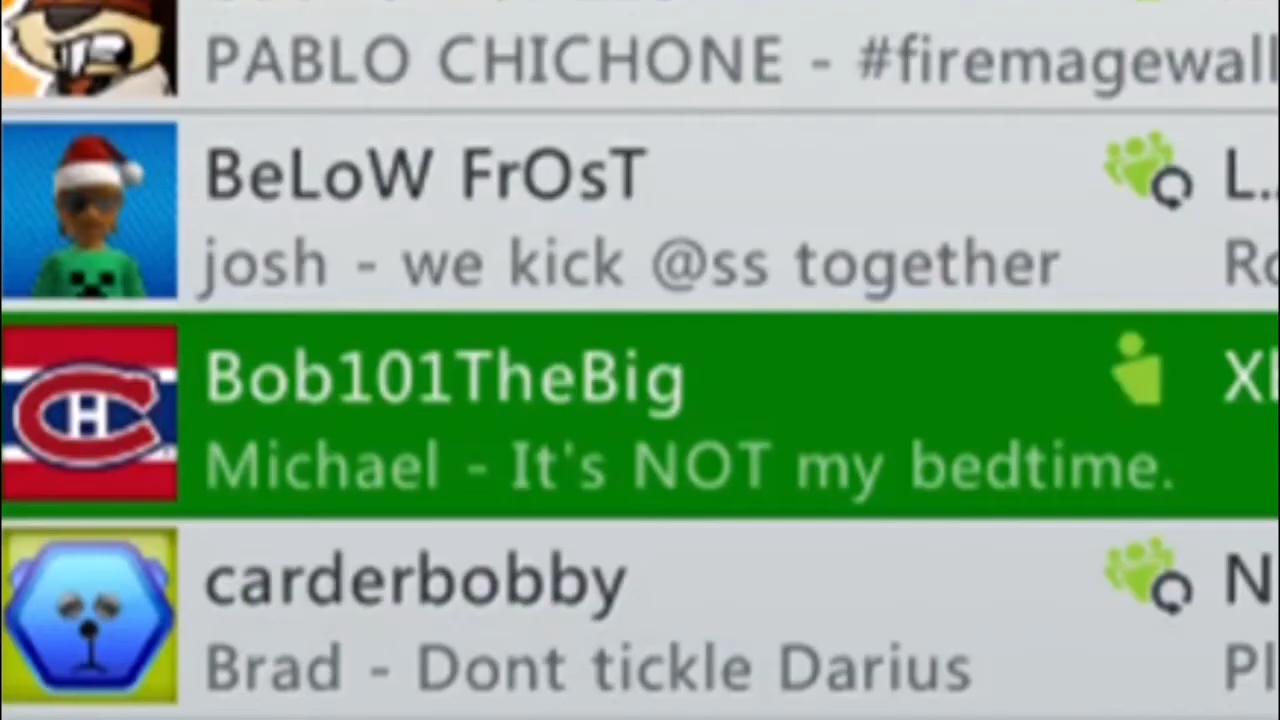 PABLO CHICHONE - #firemagewall
BeLoW FrOsT L..
josh - we kick @ss together
Bob101TheBig
Michael - It's NOT my bedtime.
carderbobby N
Brad - Dont tickle Darius Pl